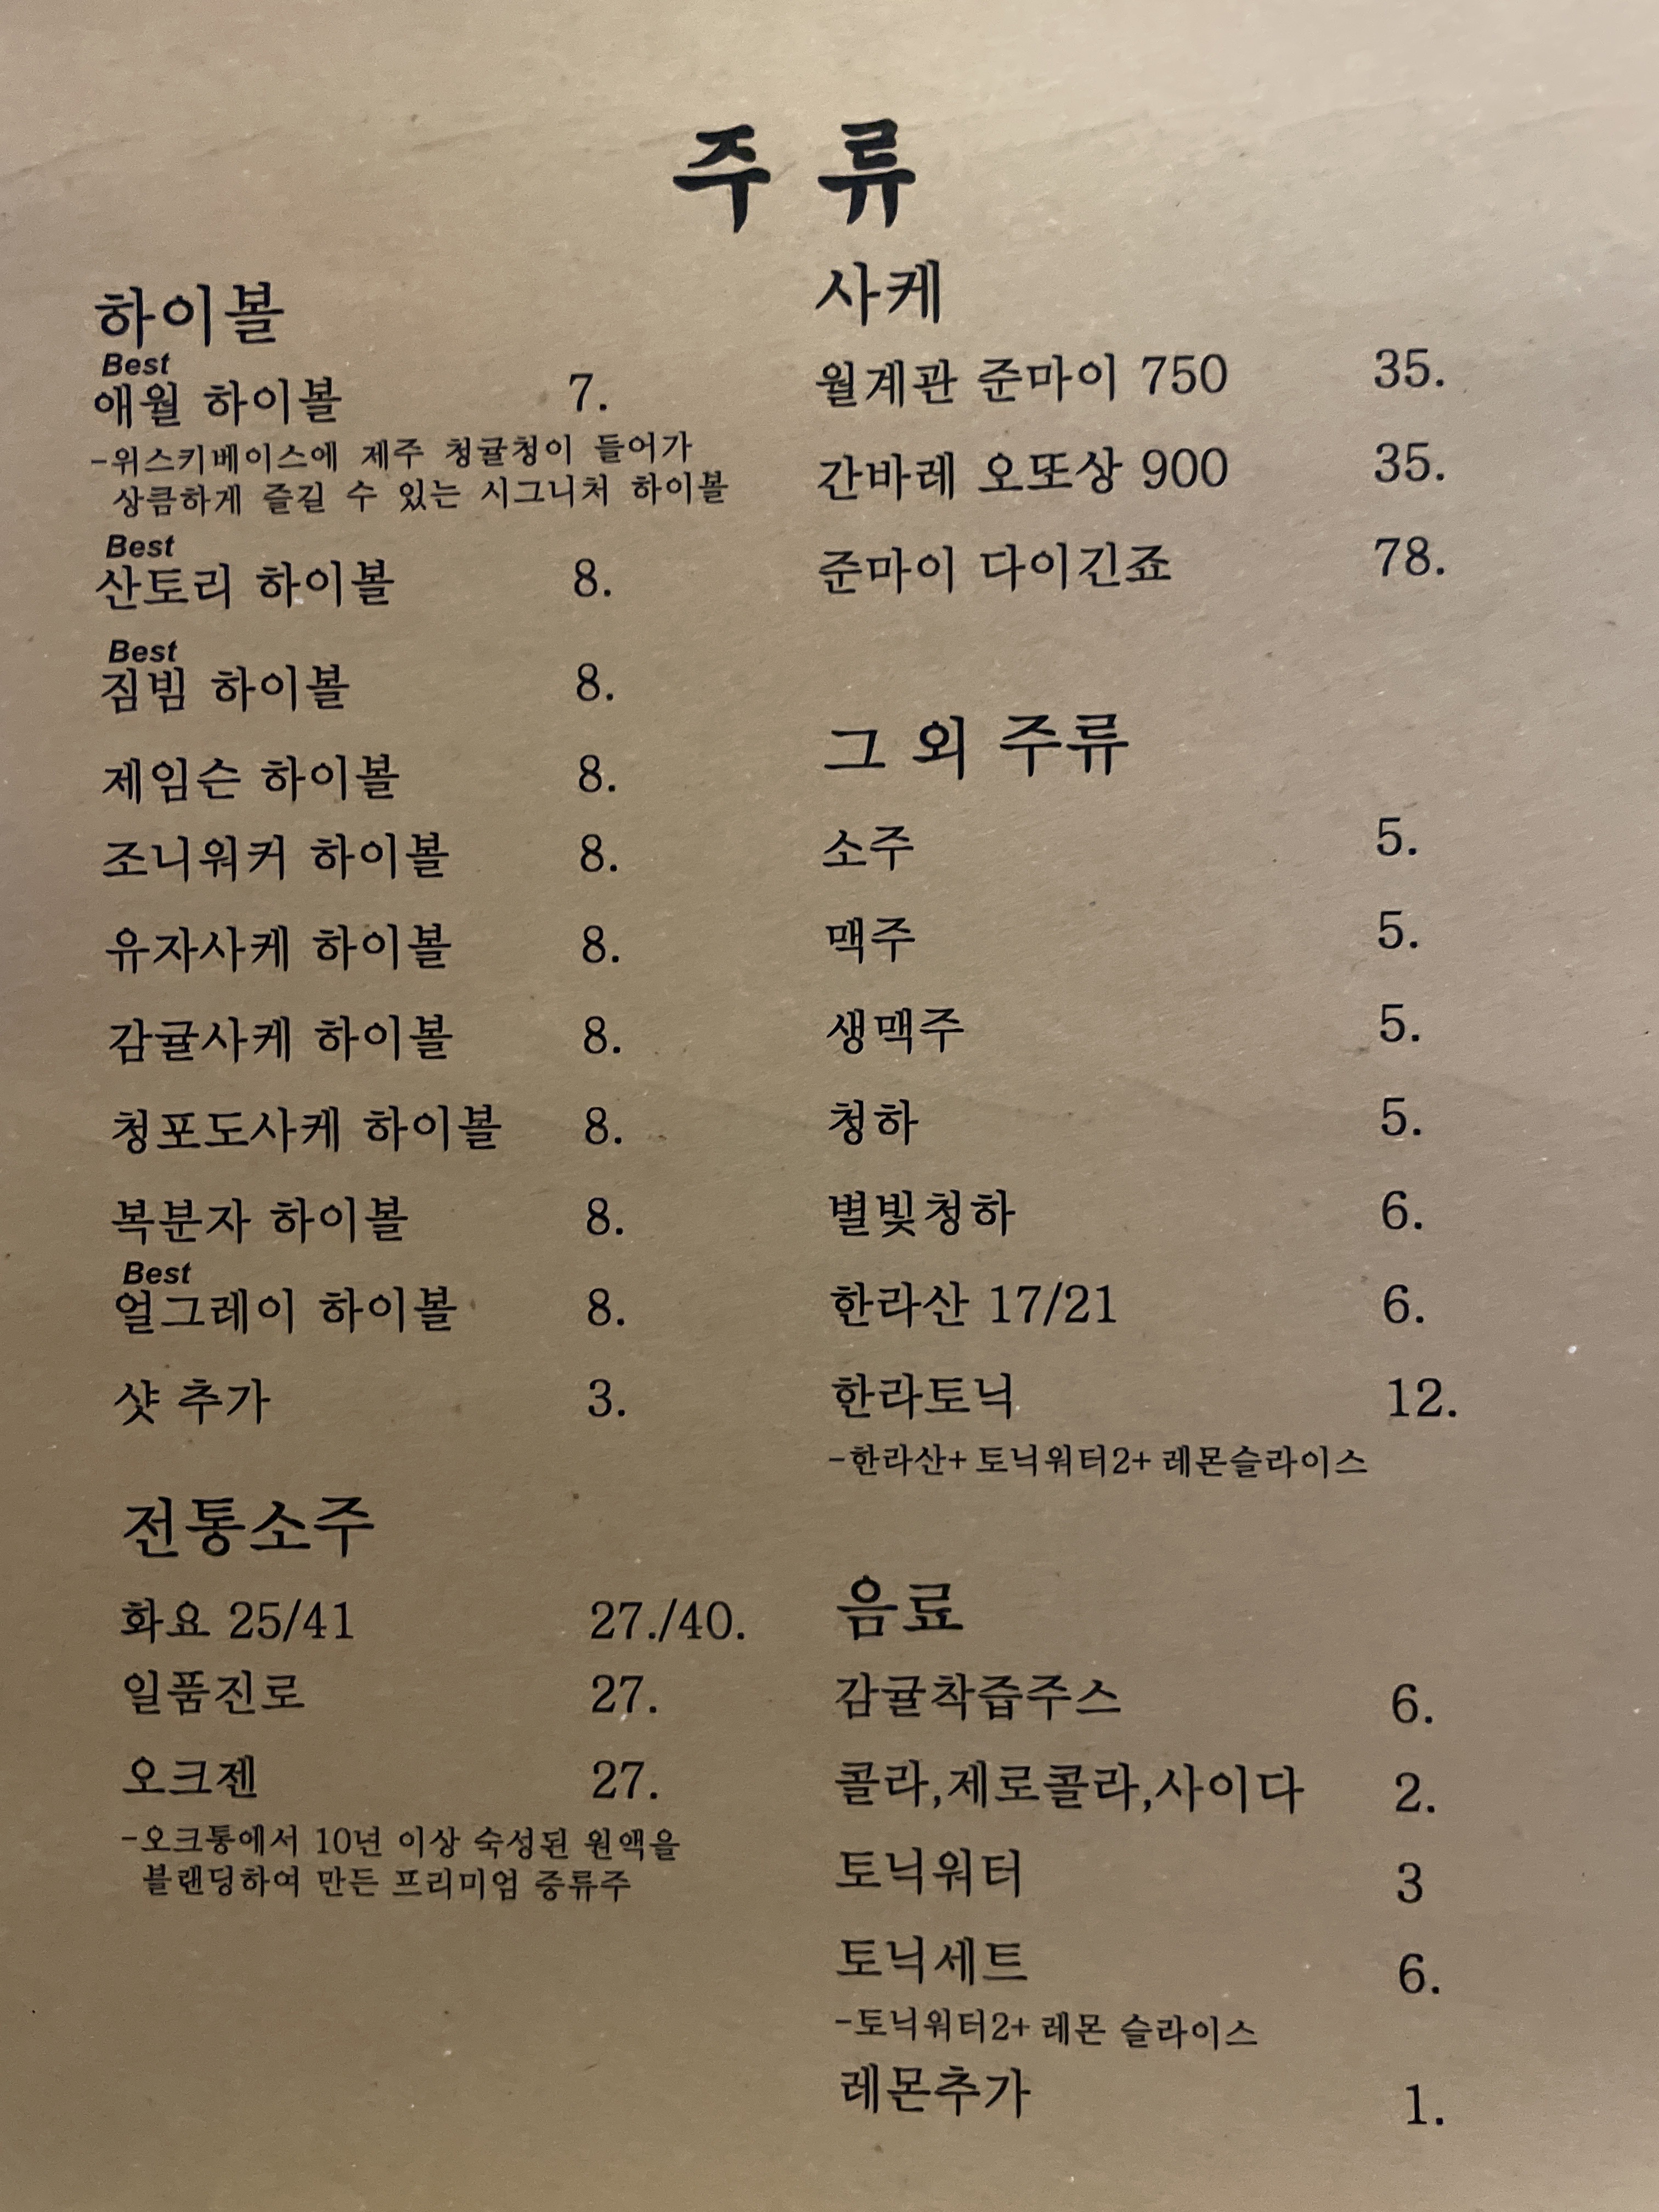 주 류
하이볼
Best
애월 하이볼 7.
-위스키베이스에 제주 청귤청이 들어가
상큼하게 즐길 수 있는 시그니처 하이볼
Best
산토리 하이볼 8.
Best
짐빔 하이볼 8.
제임슨 하이볼 8.
조니워커 하이볼 8.
유자사케 하이볼 8.
감귤사케 하이볼 8.
청포도사케 하이볼 8.
복분자 하이볼 8.
Best
얼그레이 하이볼 8.
샷 추가 3.
전통소주
화요 25/41 27./40.
일품진로 27.
오크젠 27.
-오크통에서 10년 이상 숙성된 원액을
블랜딩하여 만든 프리미엄 증류주
사케
월계관 준마이 750 35.
간바레 오또상 900 35.
준마이 다이긴죠 78.
그 외 주류
소주 5.
맥주 5.
생맥주 5.
청하 5.
별빛청하 6.
한라산 17/21 6.
한라토닉 12.
-한라산+ 토닉워터2+ 레몬슬라이스
음료
감귤착즙주스 6.
콜라,제로콜라,사이다 2.
토닉워터 3
토닉세트 6.
-토닉워터2+ 레몬 슬라이스
레몬추가 1.